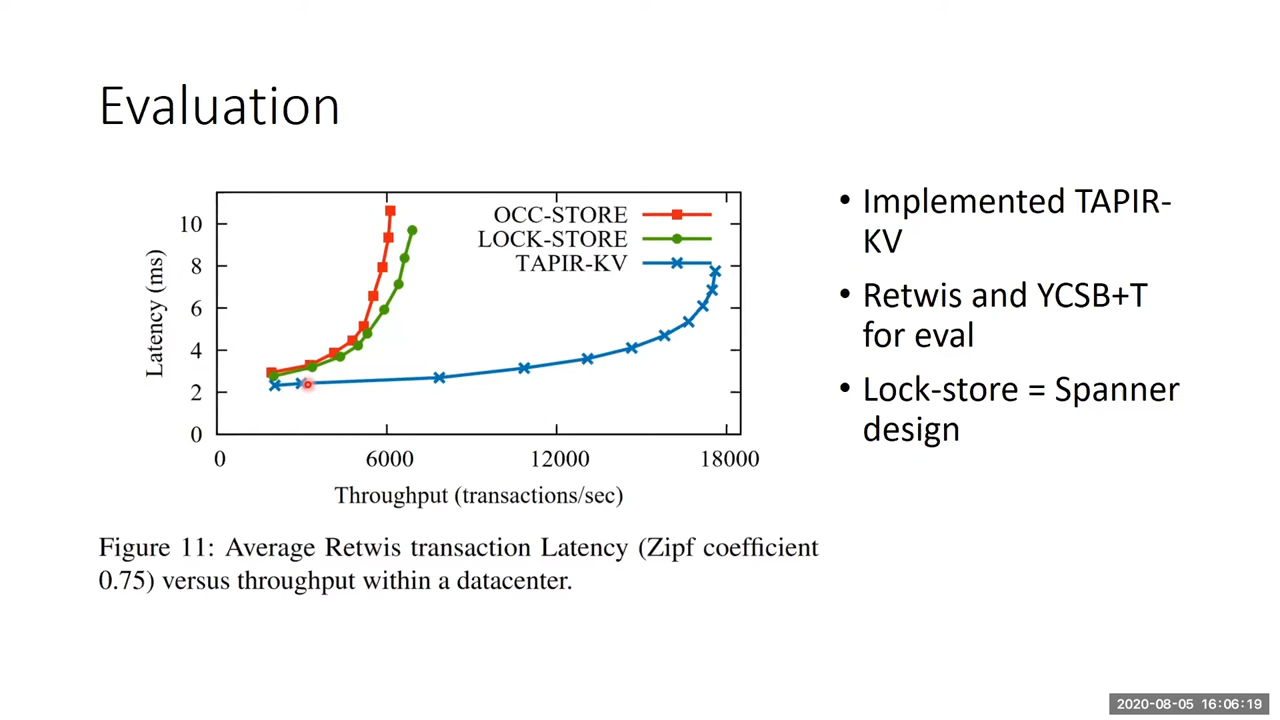 Evaluation
OCC-STORE
LOCK-STORE
TAPIR-KV
10
8
6
4
2
0
Latency (ms)
0 6000 12000 18000
Throughput (transactions/sec)
Figure 11: Average Retwis transaction Latency (Zipf coefficient
0.75) versus throughput within a datacenter.
• Implemented TAPIR-
KV
• Retwis and YCSB+T
for eval
• Lock-store = Spanner
design
2020-08-05 16:06:19